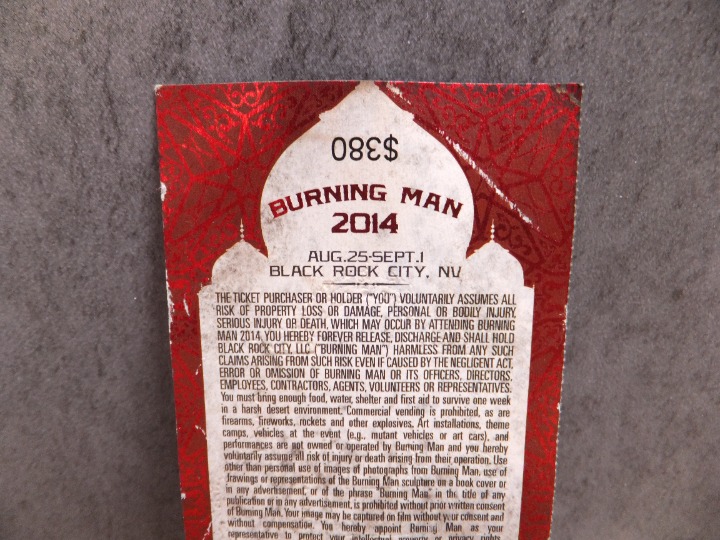 $380
BURNING MAN
2014
AUG.25-SEPT.1
BLACK ROCK CITY, NV
THE TICKET PURCHASER OR HOLDER ("YOU") VOLUNTARILY ASSUMES ALL
RISK OF PROPERTY LOSS OR DAMAGE, PERSONAL OR BODILY INJURY,
SERIOUS INJURY OR DEATH, WHICH MAY OCCUR BY ATTENDING BURNING
MAN 2014. YOU HEREBY FOREVER RELEASE, DISCHARGE AND SHALL HOLD
BLACK ROCK CITY, LLC ("BURNING MAN") HARMLESS FROM ANY SUCH
CLAIMS ARISING FROM SUCH RISK EVEN IF CAUSED BY THE NEGLIGENT ACT,
ERROR OR OMISSION OF BURNING MAN OR ITS OFFICERS, DIRECTORS,
EMPLOYEES, CONTRACTORS, AGENTS, VOLUNTEERS OR REPRESENTATIVES.
You must bring enough food, water, shelter and first aid to survive one week
in a harsh desert environment. Commercial vending is prohibited, as are
firearms, fireworks, rockets and other explosives. Art installations, theme
camps, vehicles at the event (e.g., mutant vehicles or art cars), and
performances are not owned or operated by Burning Man and you hereby
voluntarily assume all risk of injury or death arising from their operation. Use
other than personal use of images of photographs from Burning Man, use of
drawings or representations of the Burning Man sculpture on a book cover or
in any advertisement, or of the phrase "Burning Man" in the title of any
publication or in any advertisement, is prohibited without prior written consent
of Burning Man. Your image may be captured on film without your consent and
without compensation. You hereby appoint Burning Man as your
representative to protect your intellectual property or privacy rights,